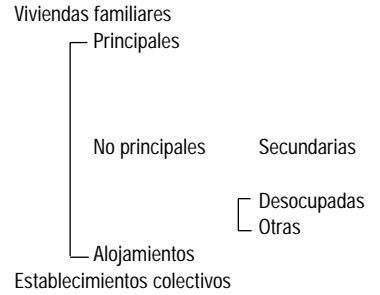 Viviendas familiares
Principales
No principales Secundarias
Desocupadas
Otras
Alojamientos
Establecimientos colectivos